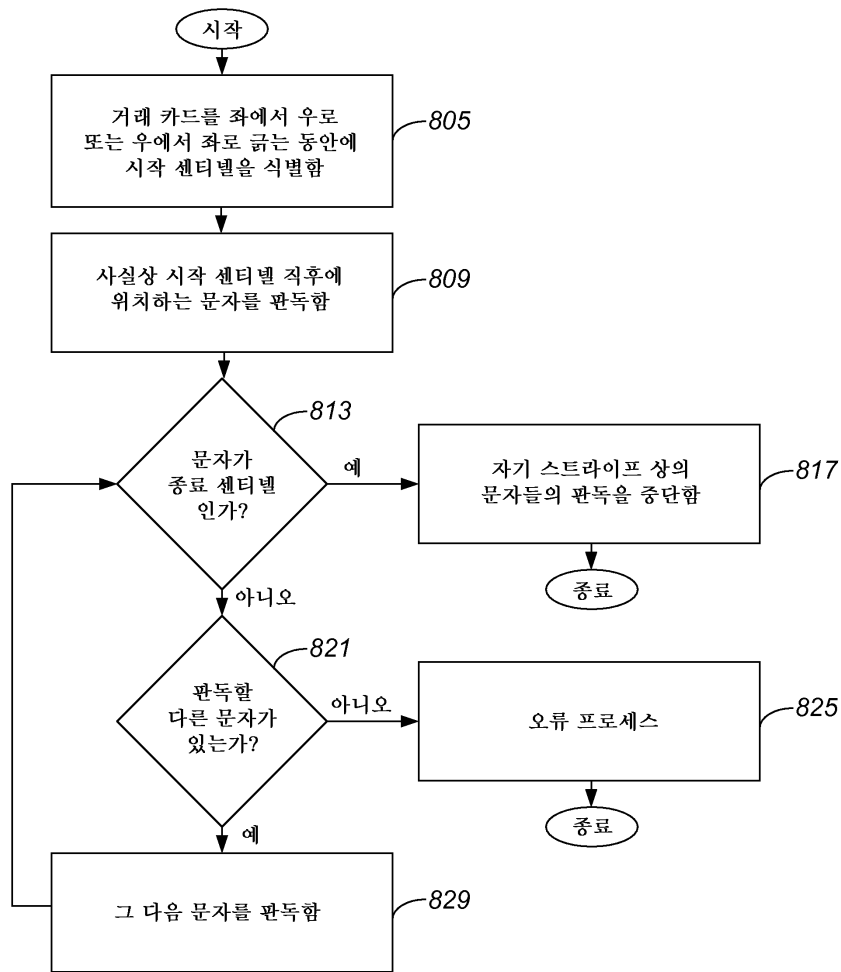 시작
거래 카드를 좌에서 우로
또는 우에서 좌로 긁는 동안에
시작 센티넬을 식별함
805
사실상 시작 센티넬 직후에
위치하는 문자를 판독함
809
813
문자가
종료 센티넬
인가?
예
자기 스트라이프 상의
문자들의 판독을 중단함
817
종료
아니오
821
판독할
다른 문자가
있는가?
아니오
오류 프로세스
825
종료
예
그 다음 문자를 판독함
829